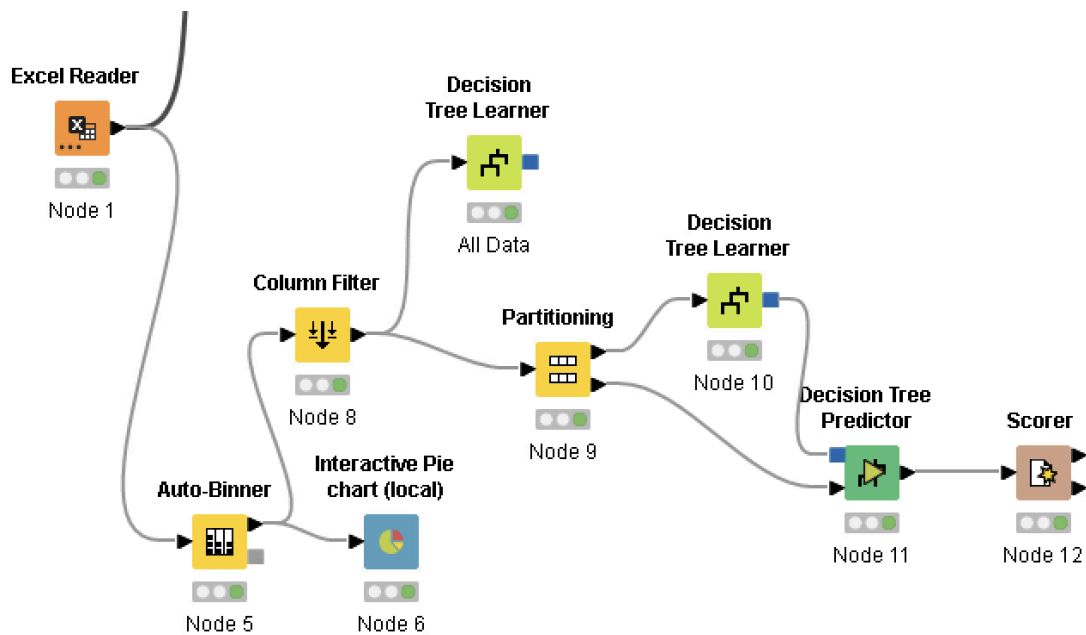 Excel Reader
Node 1
Decision
Tree Learner
All Data
Column Filter
Node 8
Partitioning
Node 9
Decision
Tree Learner
Node 10
Auto-Binner
Node 5
Interactive Pie
chart (local)
Node 6
Decision Tree
Predictor
Node 11
Scorer
Node 12